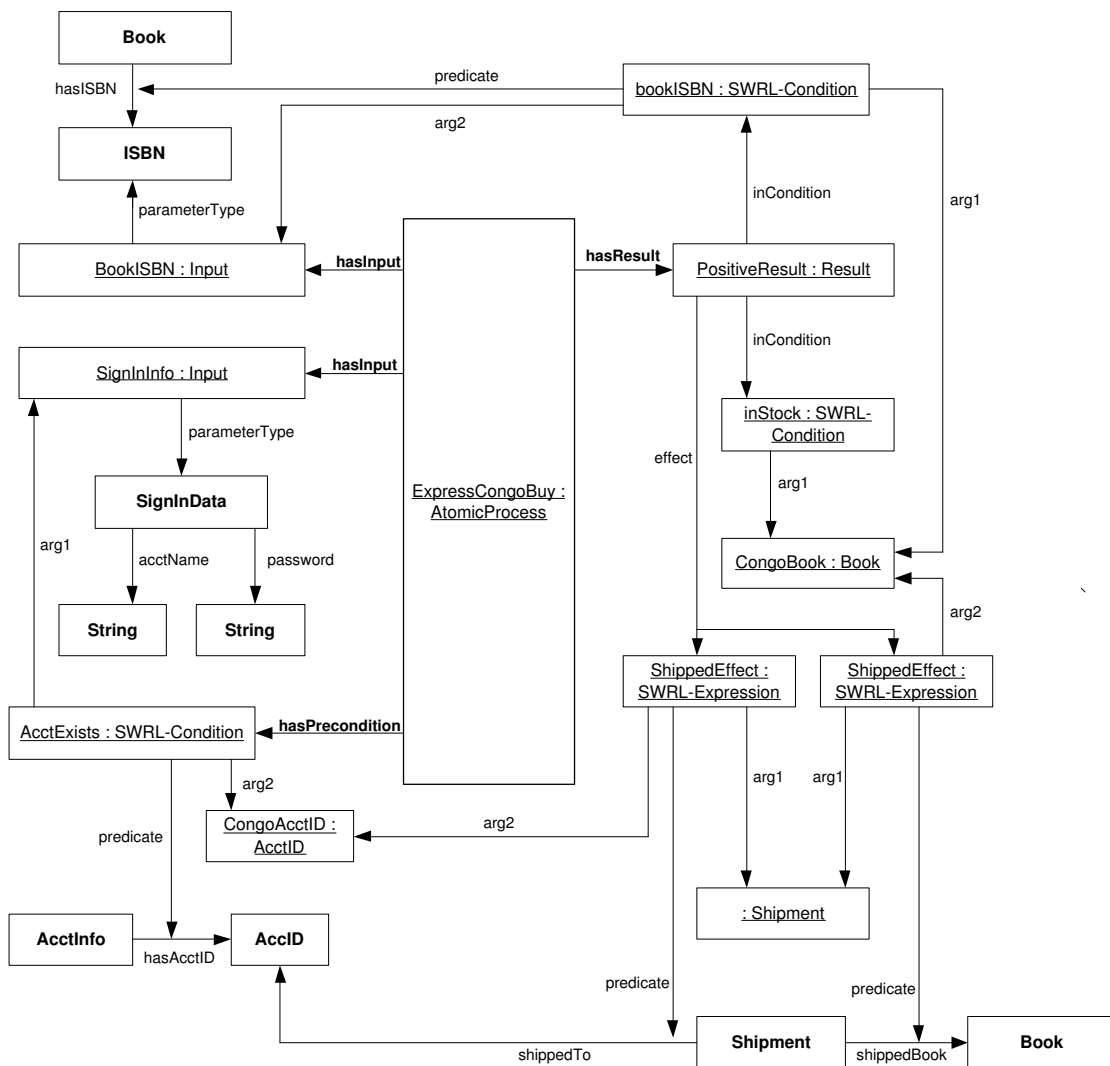 Book
predicate
bookISBN : SWRL-Condition
hasISBN
arg2
ISBN
arg1
inCondition
parameterType
BookISBN : Input
hasInput
hasResult
PositiveResult : Result
inCondition
SignInInfo : Input
hasInput
inStock : SWRL-
Condition
parameterType
effect
arg1
SignInData
ExpressCongoBuy :
AtomicProcess
arg1
acctName
password
CongoBook : Book
arg2
String
String
ShippedEffect :
SWRL-Expression
ShippedEffect :
SWRL-Expression
AcctExists : SWRL-Condition
hasPrecondition
arg2
arg1
arg1
predicate
CongoAcctID :
AcctID
arg2
: Shipment
AcctInfo
hasAcctID
AccID
predicate
predicate
shippedTo
Shipment
shippedBook
Book